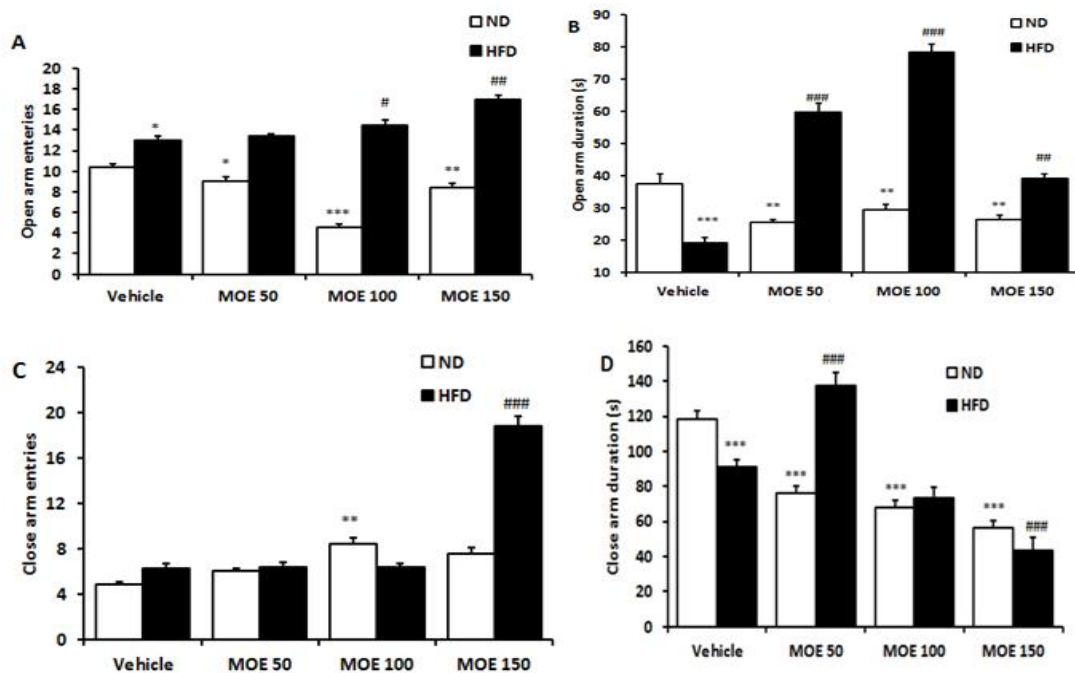 A
ND
HFD
Open arm enteries
20
18
16
14
12
10
8
6
4
2
0
*
*
***
#
**
##
Vehicle MOE 50 MOE 100 MOE 150
B
ND
HFD
Open arm duration (s)
90
80
70
60
50
40
30
20
10
***
**
###
**
###
**
##
Vehicle MOE 50 MOE 100 MOE 150
C
ND
HFD
Close arm entries
24
20
16
12
8
4
0
**
###
Vehicle MOE 50 MOE 100 MOE 150
D
ND
HFD
Close arm duration (s)
160
140
120
100
80
60
40
20
0
***
***
###
***
***
###
Vehicle MOE 50 MOE 100 MOE 150